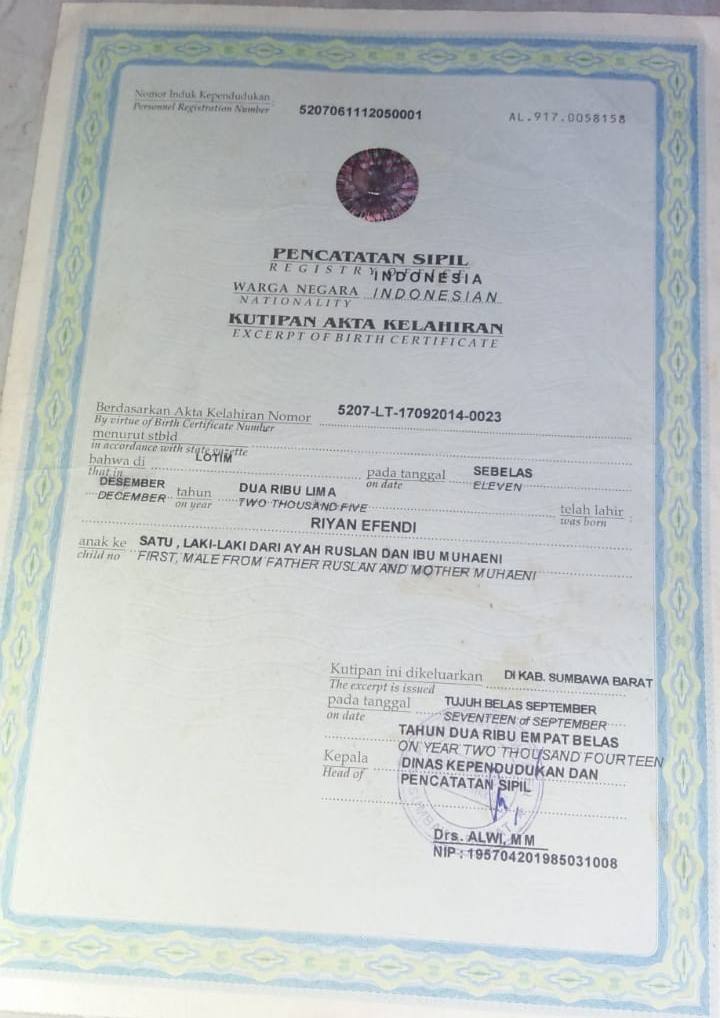 Nomor Induk Kependudukan
Personnel Registration Number : 5207061112050001
AL.917.0058158
PENCATATAN SIPIL
REGISTRY
INDONESIA
WARGA NEGARA
NATIONALITY
INDONESIAN
KUTIPAN AKTA KELAHIRAN
EXCERPT OF BIRTH CERTIFICATE
Berdasarkan Akta Kelahiran Nomor 5207-LT-17092014-0023
By virtue of Birth Certificate Number
menurut stbld
in accordance with state gazette
bahwa di LOTIM pada tanggal SEBELAS
that in on date ELEVEN
DESEMBER tahun DUA RIBU LIMA telah lahir :
DECEMBER on year TWO THOUSAND FIVE was born
RIYAN EFENDI
anak ke SATU , LAKI-LAKI DARI AYAH RUSLAN DAN IBU MUHAENI
child no FIRST, MALE FROM FATHER RUSLAN AND MOTHER MUHAENI
Kutipan ini dikeluarkan DI KAB. SUMBAWA BARAT
The excerpt is issued
pada tanggal TUJUH BELAS SEPTEMBER
on date SEVENTEEN of SEPTEMBER
TAHUN DUA RIBU EMPAT BELAS
ON YEAR TWO THOUSAND FOURTEEN
Kepala DINAS KEPENDUDUKAN DAN
Head of PENCATATAN SIPIL
Drs. ALWI, MM
NIP : 195704201985031008